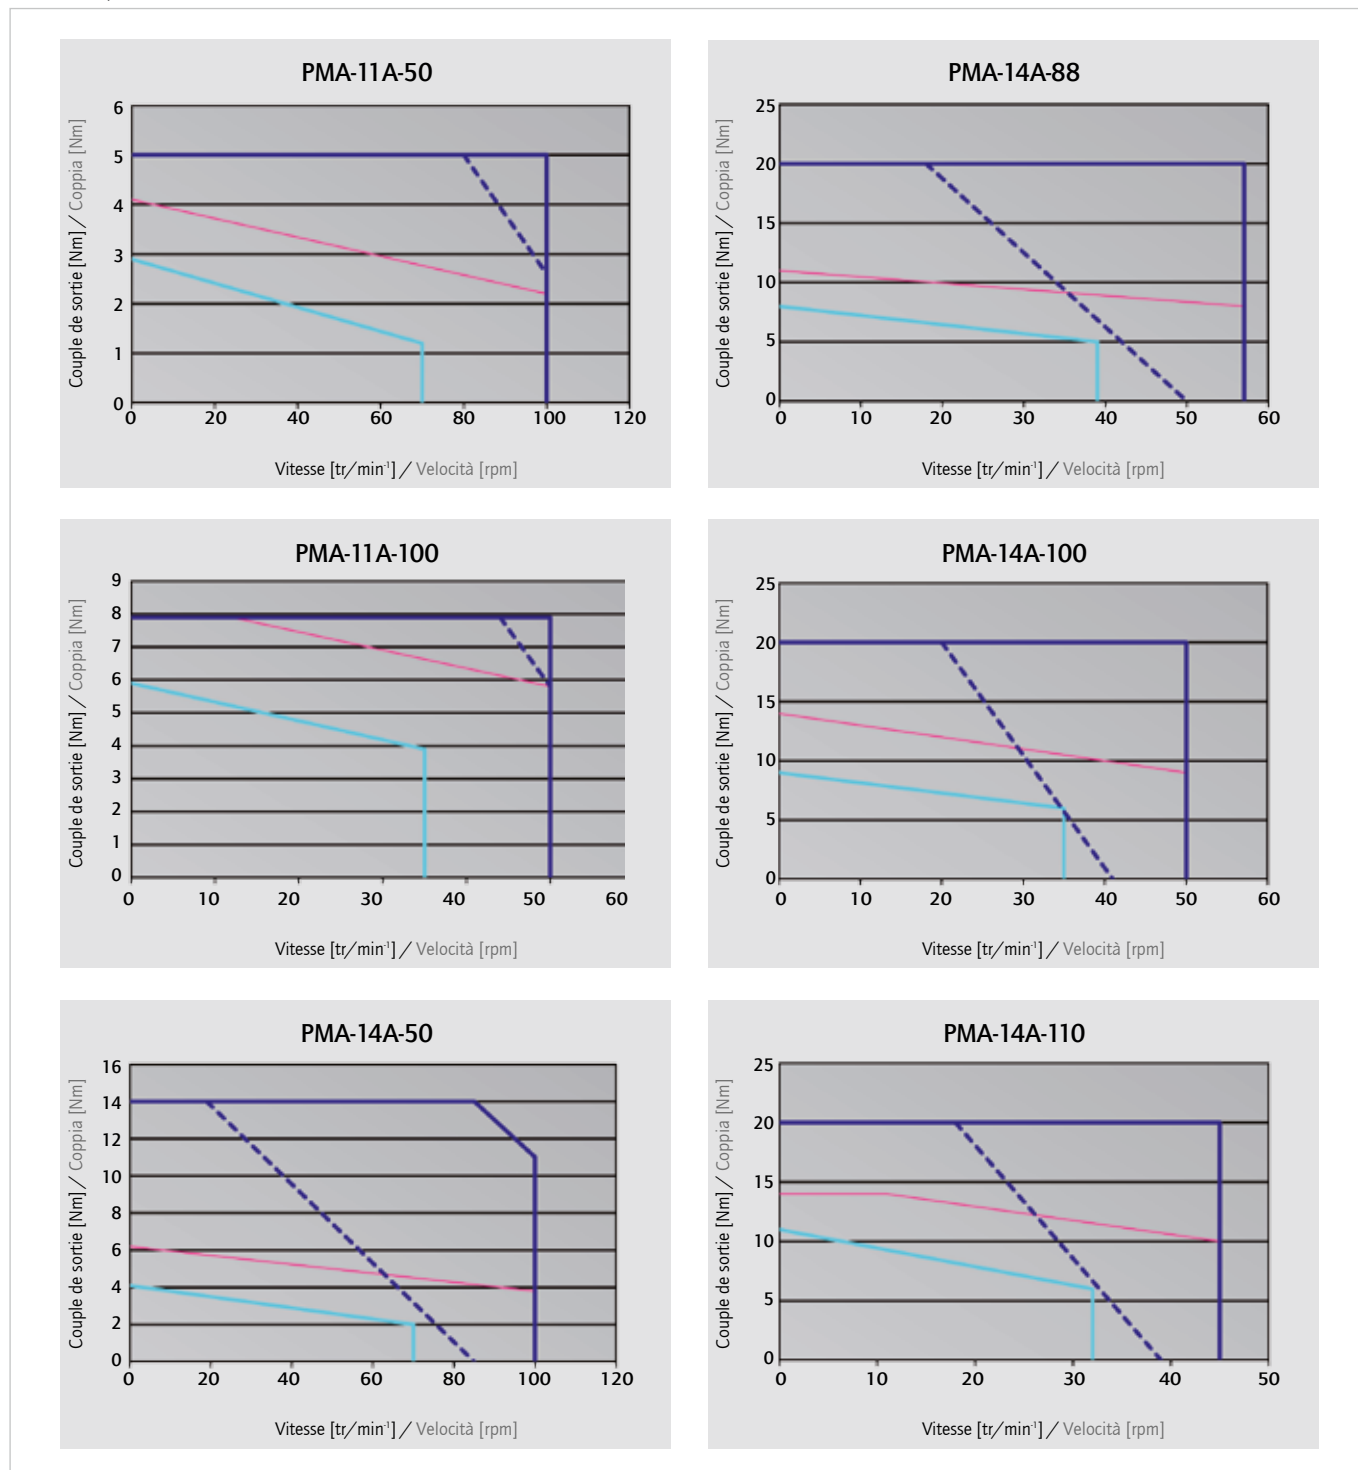 PMA-11A-50
Couple de sortie [Nm] / Coppia [Nm]
6
5
4
3
2
1
0
0 20 40 60 80 100 120
Vitesse [tr/min⁻¹] / Velocità [rpm]
PMA-14A-88
Couple de sortie [Nm] / Coppia [Nm]
25
20
15
10
5
0
0 10 20 30 40 50 60
Vitesse [tr/min⁻¹] / Velocità [rpm]
PMA-11A-100
Couple de sortie [Nm] / Coppia [Nm]
9
8
7
6
5
4
3
2
1
0
0 10 20 30 40 50 60
Vitesse [tr/min⁻¹] / Velocità [rpm]
PMA-14A-100
Couple de sortie [Nm] / Coppia [Nm]
25
20
15
10
5
0
0 10 20 30 40 50 60
Vitesse [tr/min⁻¹] / Velocità [rpm]
PMA-14A-50
Couple de sortie [Nm] / Coppia [Nm]
16
14
12
10
8
6
4
2
0
0 20 40 60 80 100 120
Vitesse [tr/min⁻¹] / Velocità [rpm]
PMA-14A-110
Couple de sortie [Nm] / Coppia [Nm]
25
20
15
10
5
0
0 10 20 30 40 50
Vitesse [tr/min⁻¹] / Velocità [rpm]